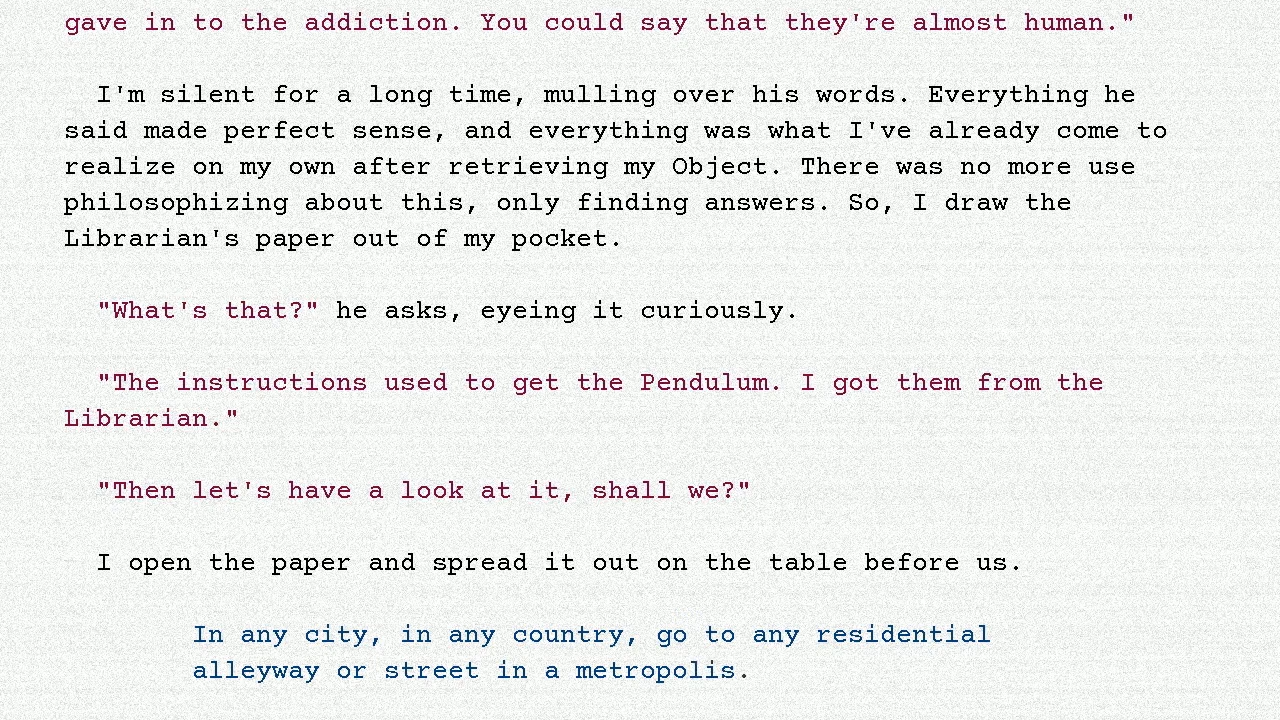 gave in to the addiction. You could say that they're almost human."
I'm silent for a long time, mulling over his words. Everything he
said made perfect sense, and everything was what I've already come to
realize on my own after retrieving my Object. There was no more use
philosophizing about this, only finding answers. So, I draw the
Librarian's paper out of my pocket.
"What's that?" he asks, eyeing it curiously.
"The instructions used to get the Pendulum. I got them from the
Librarian."
"Then let's have a look at it, shall we?"
I open the paper and spread it out on the table before us.
In any city, in any country, go to any residential
alleyway or street in a metropolis.